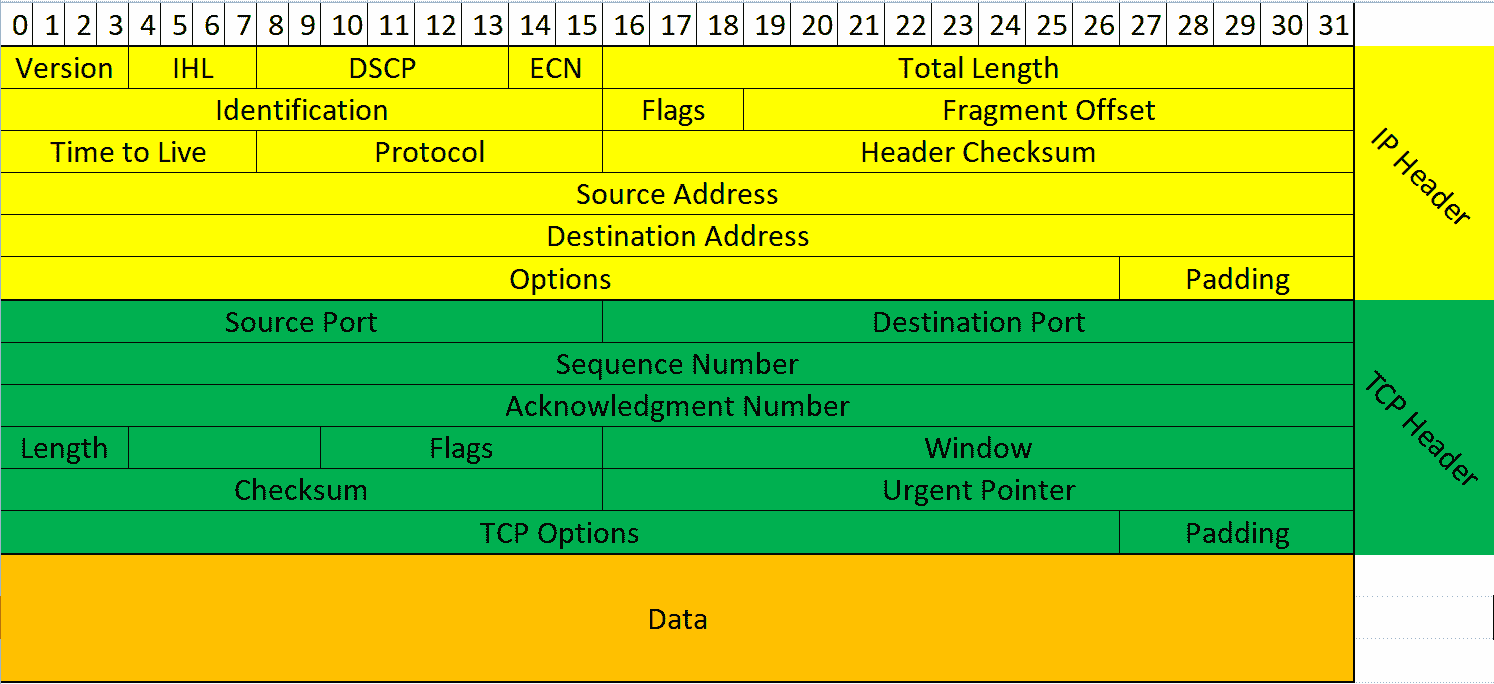 0 1 2 3 4 5 6 7 8 9 10 11 12 13 14 15 16 17 18 19 20 21 22 23 24 25 26 27 28 29 30 31
Version IHL DSCP ECN Total Length
Identification Flags Fragment Offset
Time to Live Protocol Header Checksum
Source Address
Destination Address
Options Padding
IP Header
Source Port Destination Port
Sequence Number
Acknowledgment Number
Length Flags Window
Checksum Urgent Pointer
TCP Options Padding
TCP Header
Data